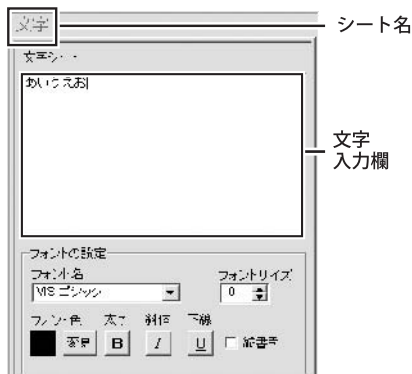 文字
シート名
文字シート
あいうえお
文字
入力欄
フォントの設定
フォント名
フォントサイズ
MS ゴシック
0
フォント色
太さ
斜体
下線
変更
B
I
U
縦書き